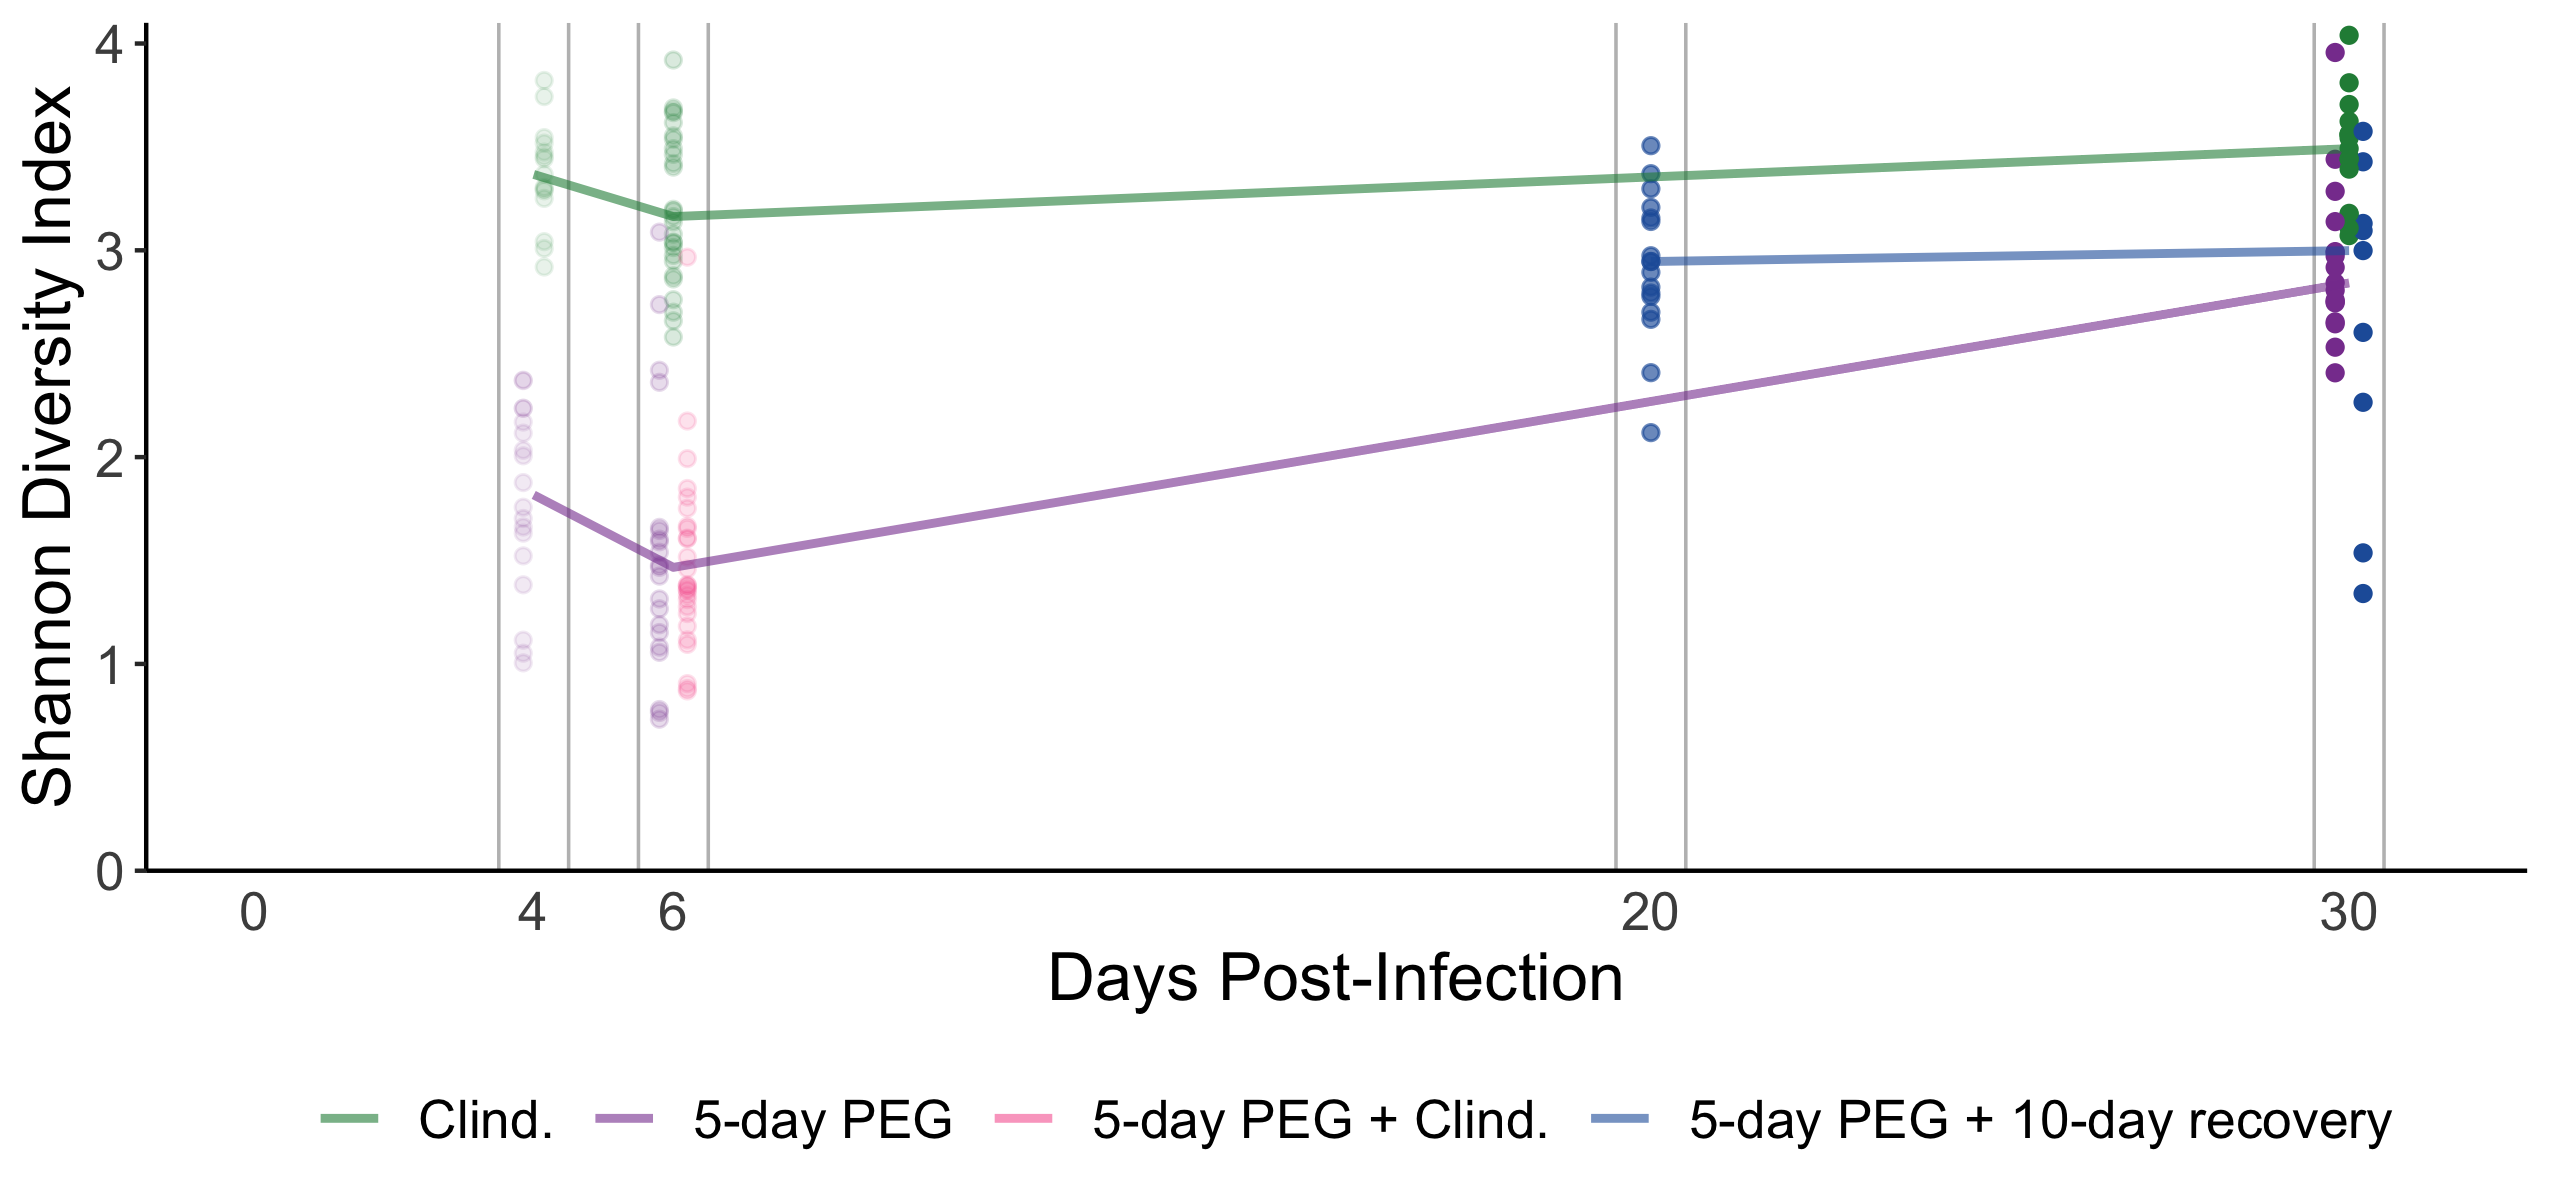 Shannon Diversity Index
4
3
2
1
0
0 4 6 20 30
Days Post-Infection
Clind. 5-day PEG 5-day PEG + Clind. 5-day PEG + 10-day recovery